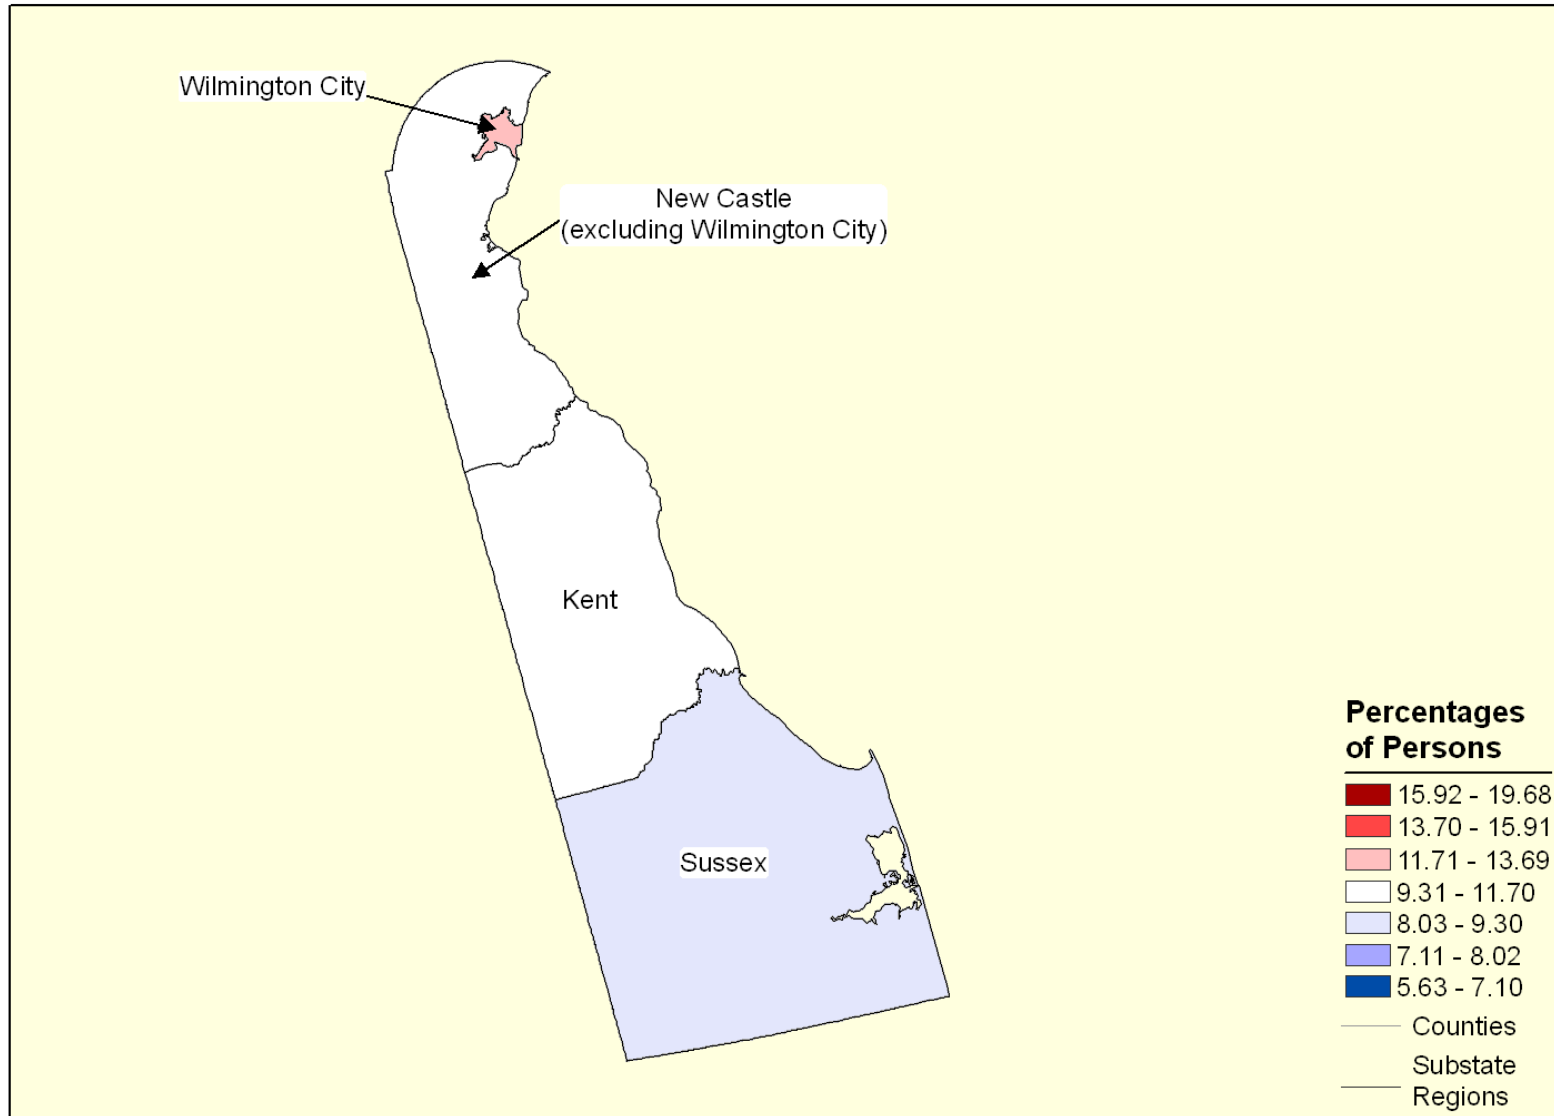 Wilmington City
New Castle
(excluding Wilmington City)
Kent
Sussex
Percentages
of Persons
15.92 - 19.68
13.70 - 15.91
11.71 - 13.69
9.31 - 11.70
8.03 - 9.30
7.11 - 8.02
5.63 - 7.10
Counties
Substate
Regions